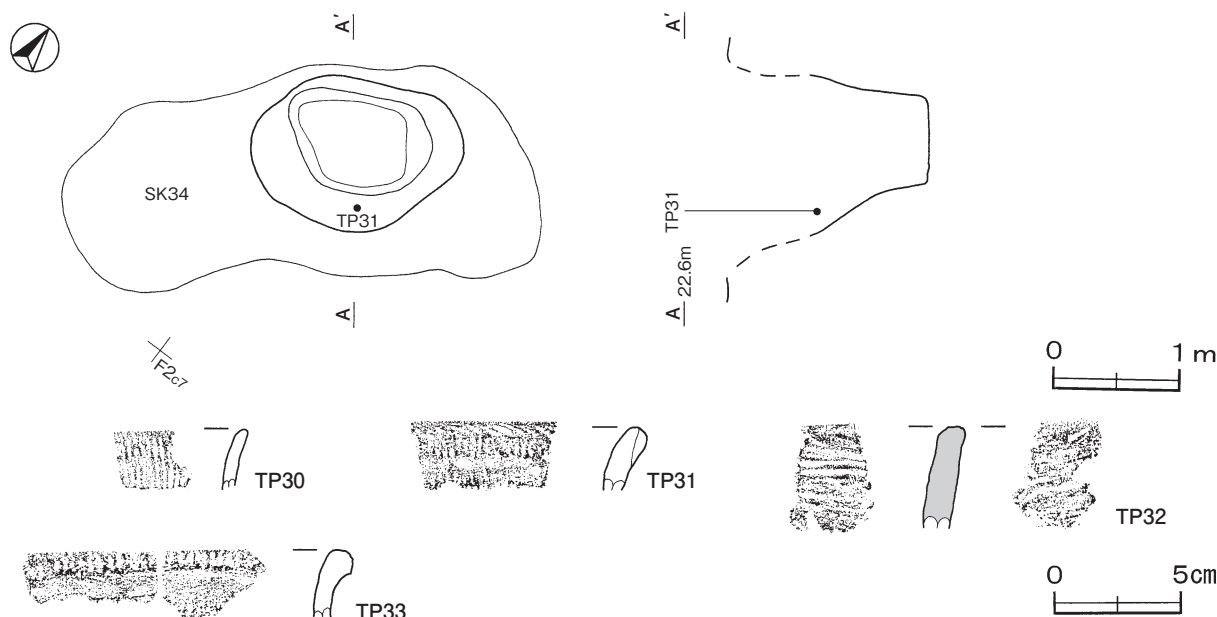 A'
A'
SK34
TP31
TP31
22.6m
A
A
F2c7
0 1 m
TP30
TP31
TP32
TP33
0 5cm